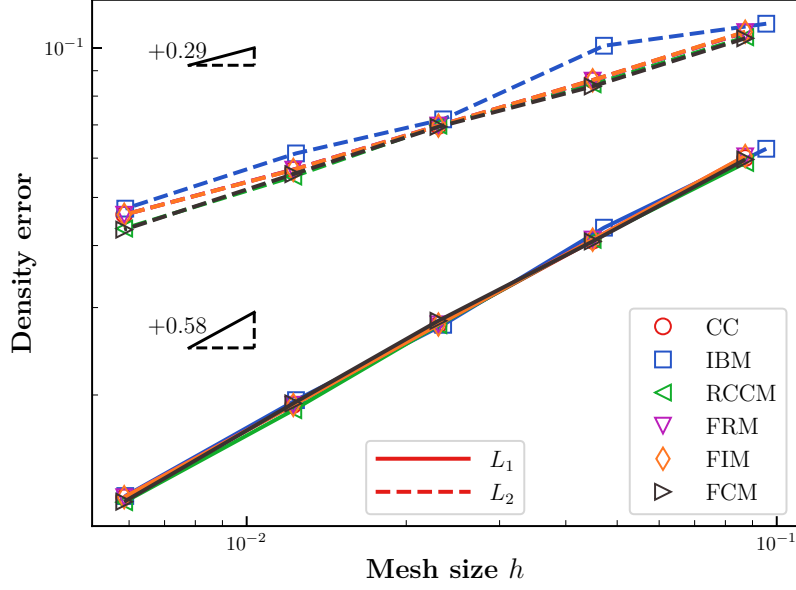 10⁻¹
+0.29
+0.58
Density error
CC
IBM
RCCM
FRM
FIM
FCM
L₁
L₂
10⁻² 10⁻¹
Mesh size h